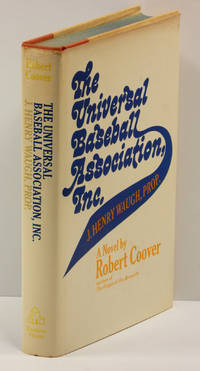 Robert
Coover
THE UNIVERSAL
BASEBALL ASSOCIATION, INC.
J. HENRY WAUGH, PROP.
The
Universal
Baseball
Association,
Inc.
J. HENRY WAUGH, PROP.
A Novel by
Robert Coover